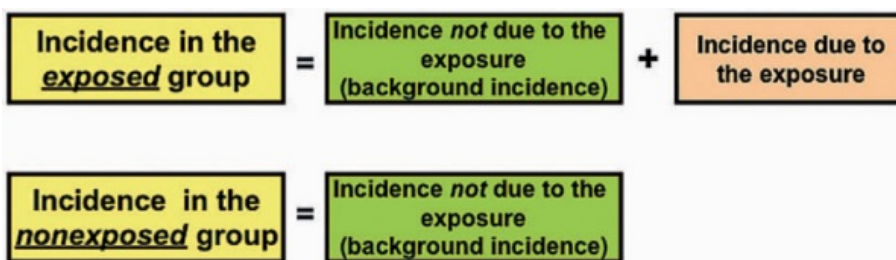 Incidence in the
exposed group
=
Incidence not due to the
exposure
(background incidence)
+
Incidence due to
the exposure
Incidence in the
nonexposed group
=
Incidence not due to the
exposure
(background incidence)